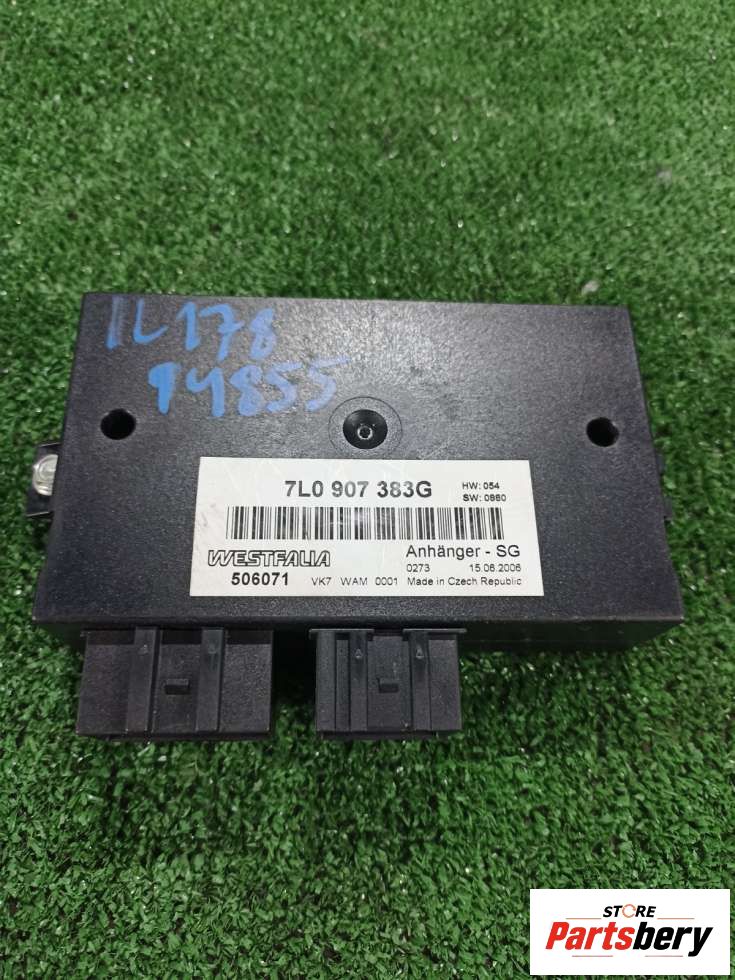 IL178
94855
7L0 907 383G
HW: 054
SW: 0860
WESTFALIA
Anhänger - SG
506071
0273 15.06.2006
VK7 WAM 0001 Made in Czech Republic
STORE
Partsbery